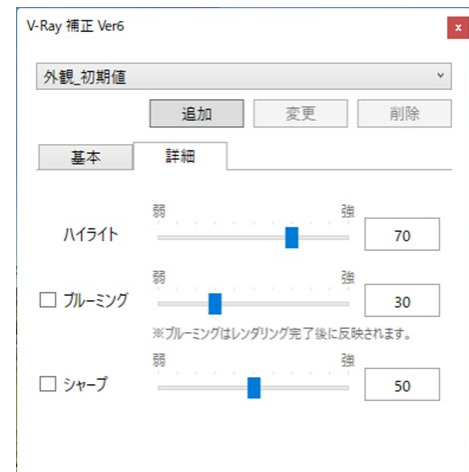 V-Ray 補正 Ver6
x
外観_初期値
追加 変更 削除
基本 詳細
弱 強
ハイライト 70
弱 強
ブルーミング 30
※ブルーミングはレンダリング完了後に反映されます。
弱 強
シャープ 50